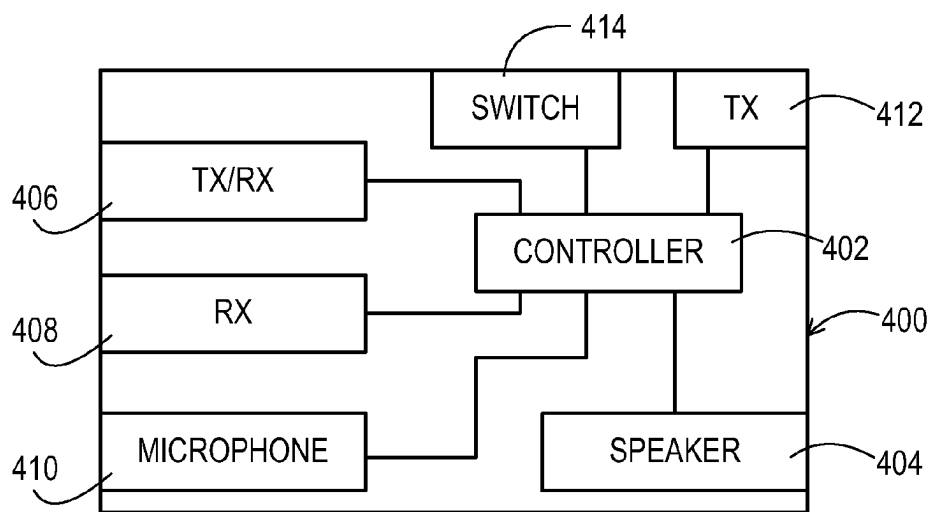 414
SWITCH
TX
412
TX/RX
406
CONTROLLER
402
RX
400
408
MICROPHONE
SPEAKER
410
404